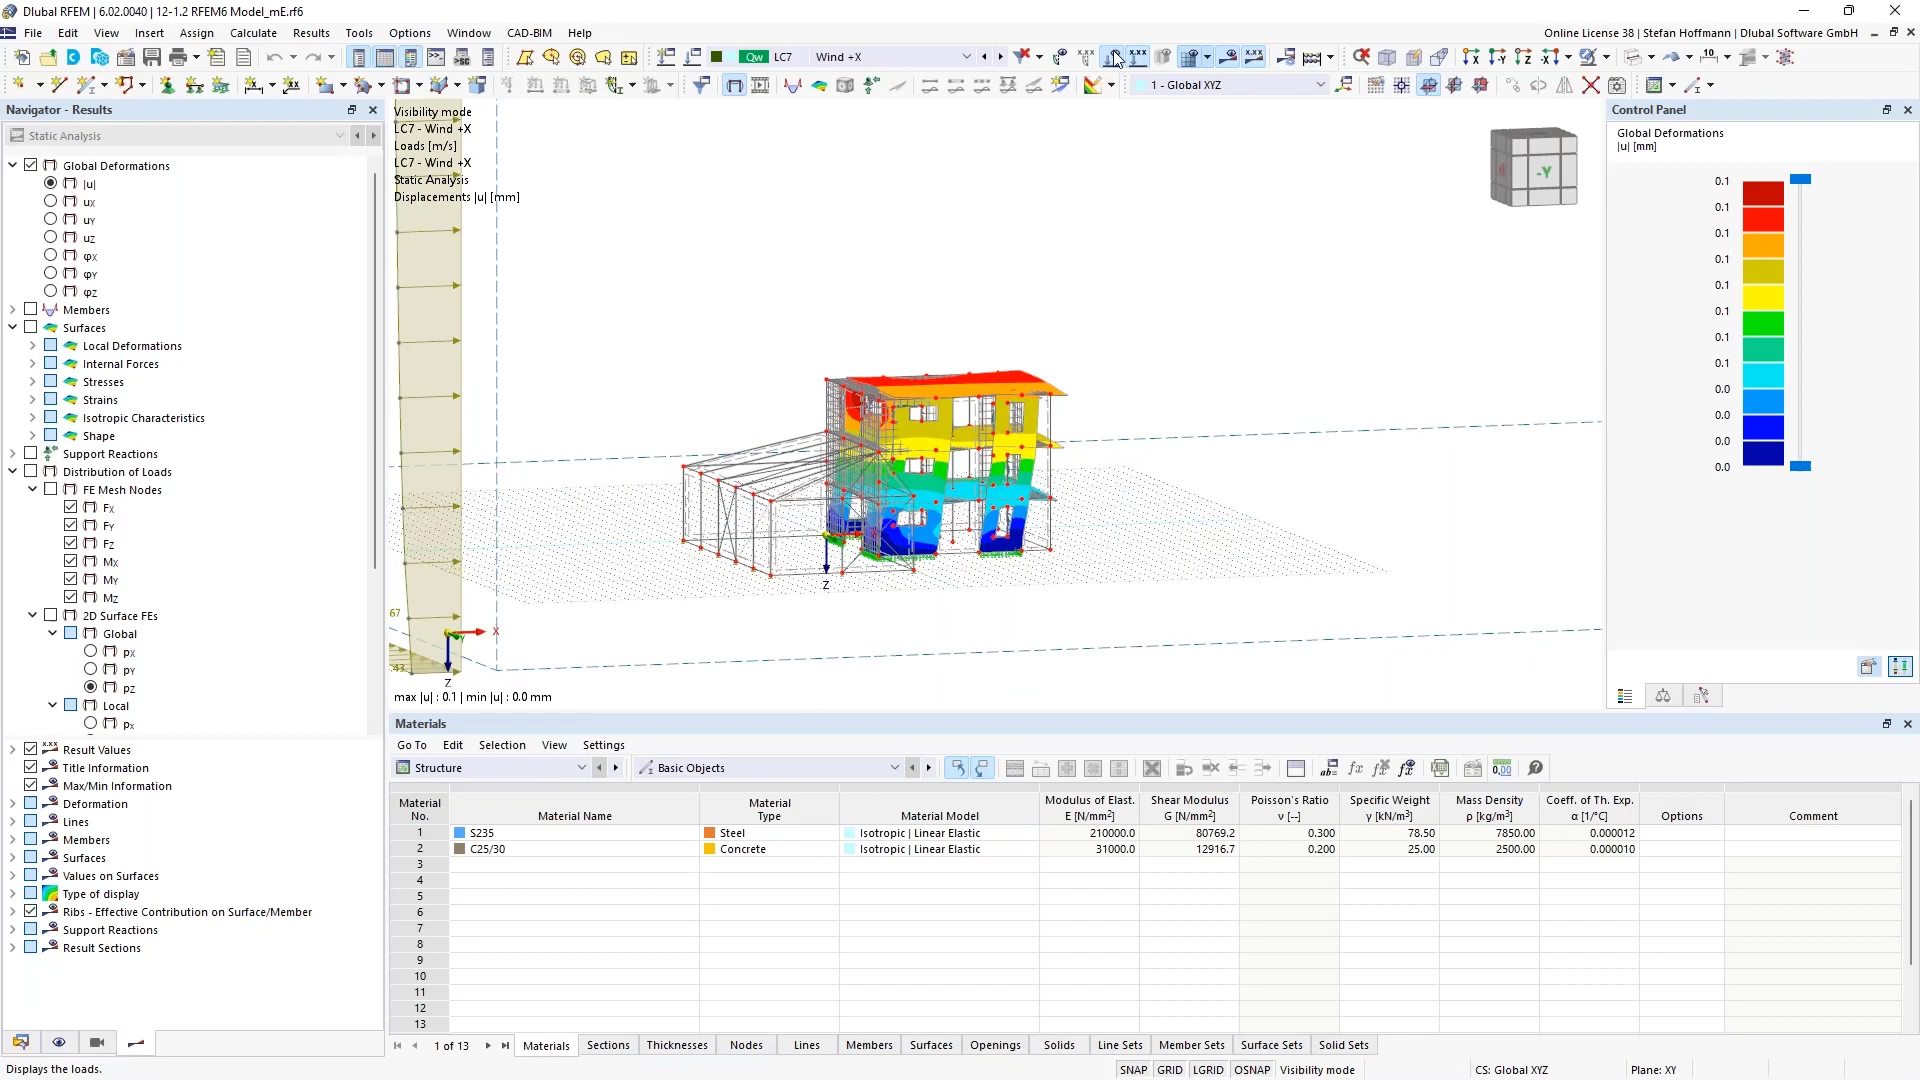 Dlubal RFEM | 6.02.0040 | 12-1.2 RFEM6 Model_mE.rf6
File Edit View Insert Assign Calculate Results Tools Options Window CAD-BIM Help
Online License 38 | Stefan Hoffmann | Dlubal Software GmbH
Qw LC7 Wind +X
1 - Global XYZ
Navigator - Results
Static Analysis
Global Deformations
|u|
uX
uY
uZ
φX
φY
φZ
Members
Surfaces
Local Deformations
Internal Forces
Stresses
Strains
Isotropic Characteristics
Shape
Support Reactions
Distribution of Loads
FE Mesh Nodes
FX
FY
FZ
MX
MY
MZ
2D Surface FEs
Global
pX
pY
pZ
Local
px
Result Values
Title Information
Max/Min Information
Deformation
Lines
Members
Surfaces
Values on Surfaces
Type of display
Ribs - Effective Contribution on Surface/Member
Support Reactions
Result Sections
Visibility mode
LC7 - Wind +X
Loads [m/s]
LC7 - Wind +X
Static Analysis
Displacements |u| [mm]
-Y
Z
67
X
Y
43
Z
max |u| : 0.1 | min |u| : 0.0 mm
Control Panel
Global Deformations
|u| [mm]
0.1
0.1
0.1
0.1
0.1
0.1
0.1
0.1
0.0
0.0
0.0
0.0
Materials
Go To Edit Selection View Settings
Structure Basic Objects
Material No. Material Name Material Type Material Model Modulus of Elast. E [N/mm²] Shear Modulus G [N/mm²] Poisson's Ratio ν [--] Specific Weight γ [kN/m³] Mass Density ρ [kg/m³] Coeff. of Th. Exp. α [1/°C] Options Comment
1 S235 Steel Isotropic | Linear Elastic 210000.0 80769.2 0.300 78.50 7850.00 0.000012
2 C25/30 Concrete Isotropic | Linear Elastic 31000.0 12916.7 0.200 25.00 2500.00 0.000010
3
4
5
6
7
8
9
10
11
12
13
1 of 13 Materials Sections Thicknesses Nodes Lines Members Surfaces Openings Solids Line Sets Member Sets Surface Sets Solid Sets
Displays the loads. SNAP GRID LGRID OSNAP Visibility mode CS: Global XYZ Plane: XY